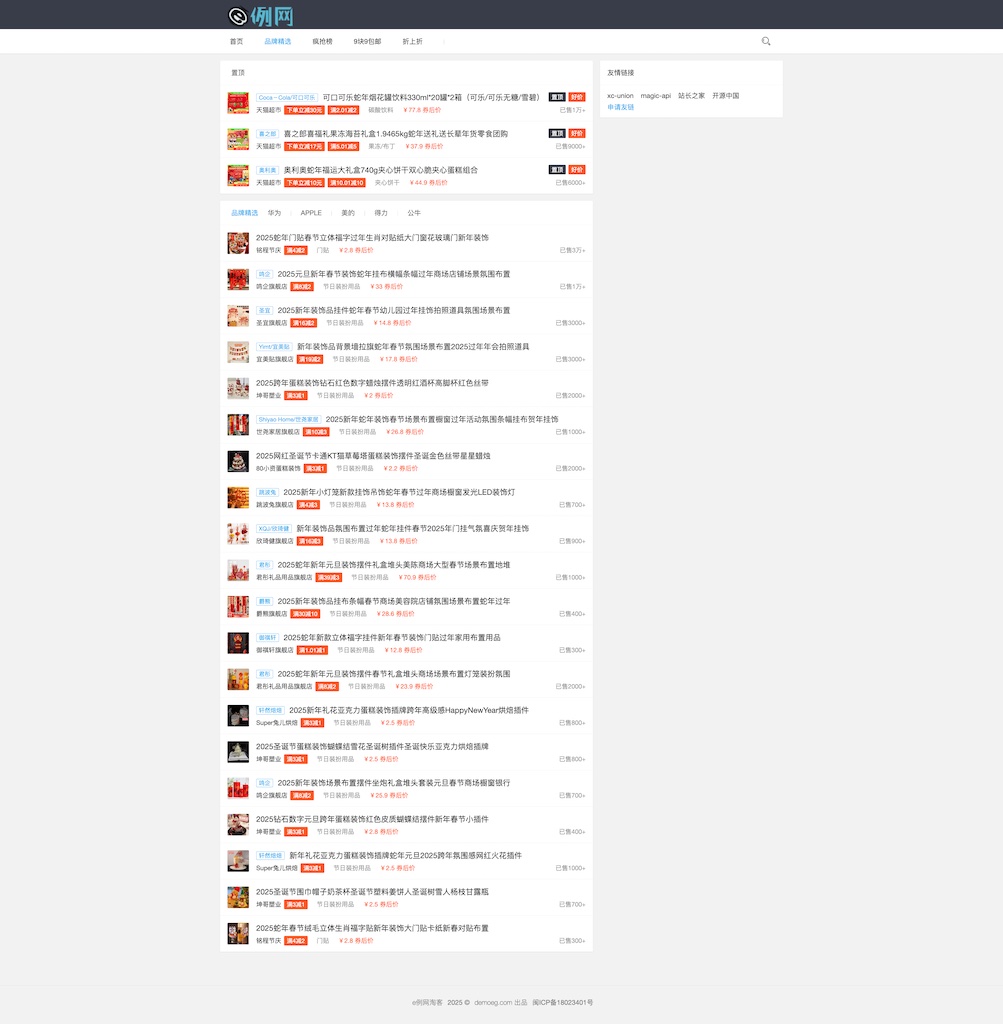 e例网
首页 品牌精选 疯抢榜 9块9包邮 折上折
置顶
Coca-Cola/可口可乐 可口可乐蛇年烟花罐饮料330ml*20罐*2箱（可乐/可乐无糖/雪碧） 置顶 好价
天猫超市 下单立减30元 满2.01减2 碳酸饮料 ￥77.8 券后价 已售1万+
喜之郎 喜之郎喜福礼果冻海苔礼盒1.9465kg蛇年送礼送长辈年货零食团购 置顶 好价
天猫超市 下单立减17元 满5.01减5 果冻/布丁 ￥37.9 券后价 已售9000+
奥利奥 奥利奥蛇年福运大礼盒740g夹心饼干双心脆夹心蛋糕组合 置顶 好价
天猫超市 下单立减10元 满10.01减10 夹心饼干 ￥44.9 券后价 已售6000+
友情链接
xc-union magic-api 站长之家 开源中国
申请友链
品牌精选 华为 APPLE 美的 得力 公牛
2025蛇年门贴春节立体福字过年生肖对贴纸大门窗花玻璃门新年装饰
铭程节庆 满4减2 门贴 ￥2.8 券后价 已售3万+
鸿企 2025元旦新年春节装饰蛇年挂布横幅条幅过年商场店铺场景氛围布置
鸿企旗舰店 满6减2 节日装扮用品 ￥33 券后价 已售1万+
圣宜 2025新年装饰品挂件蛇年春节幼儿园过年挂饰拍照道具氛围场景布置
圣宜旗舰店 满16减2 节日装扮用品 ￥14.8 券后价 已售3000+
Yimt/宜美贴 新年装饰品背景墙拉旗蛇年春节氛围场景布置2025过年年会拍照道具
宜美贴旗舰店 满19减2 节日装扮用品 ￥17.8 券后价 已售3000+
2025跨年蛋糕装饰钻石红色数字蜡烛摆件透明红酒杯高脚杯红色丝带
坤哥塑业 满3减1 节日装扮用品 ￥2 券后价 已售2000+
Shiyao Home/世尧家居 2025新年蛇年装饰春节场景布置橱窗过年活动氛围条幅挂布贺年挂饰
世尧家居旗舰店 满10减3 节日装扮用品 ￥26.8 券后价 已售1000+
2025网红圣诞节卡通KT猫草莓塔蛋糕装饰摆件圣诞金色丝带星星蜡烛
80小资蛋糕装饰 满3减1 节日装扮用品 ￥2.2 券后价 已售2000+
跳波兔 2025新年小灯笼新款挂饰吊饰蛇年春节过年商场橱窗发光LED装饰灯
跳波兔旗舰店 满4减3 节日装扮用品 ￥13.8 券后价 已售700+
XQJ/欣琦健 新年装饰品氛围布置过年蛇年挂件春节2025年门挂气氛喜庆贺年挂饰
欣琦健旗舰店 满16减3 节日装扮用品 ￥13.8 券后价 已售900+
君彤 2025蛇年新年元旦装饰摆件礼盒堆头美陈商场大型春节场景布置地堆
君彤礼品用品旗舰店 满39减3 节日装扮用品 ￥70.9 券后价 已售1000+
爵熊 2025新年装饰品挂布条幅春节商场美容院店铺氛围场景布置蛇年过年
爵熊旗舰店 满30减10 节日装扮用品 ￥28.6 券后价 已售400+
御祺轩 2025蛇年新款立体福字挂件新年春节装饰门贴过年家用布置用品
御祺轩旗舰店 满1.01减1 节日装扮用品 ￥12.8 券后价 已售300+
君彤 2025蛇年新年元旦装饰摆件春节礼盒堆头商场场景布置灯笼装扮氛围
君彤礼品用品旗舰店 满6减2 节日装扮用品 ￥23.9 券后价 已售2000+
轩然焙焙 2025新年礼花亚克力蛋糕装饰插牌跨年高级感HappyNewYear烘焙插件
Super兔儿烘焙 满3减1 节日装扮用品 ￥2.5 券后价 已售800+
2025圣诞节蛋糕装饰蝴蝶结雪花圣诞树插件圣诞快乐亚克力烘焙插牌
坤哥塑业 满3减1 节日装扮用品 ￥2.5 券后价 已售800+
鸿企 2025新年装饰场景布置摆件坐炮礼盒堆头套装元旦春节商场橱窗银行
鸿企旗舰店 满6减2 节日装扮用品 ￥25.9 券后价 已售700+
2025钻石数字元旦跨年蛋糕装饰红色皮质蝴蝶结摆件新年春节小插件
坤哥塑业 满3减1 节日装扮用品 ￥2.8 券后价 已售400+
轩然焙焙 新年礼花亚克力蛋糕装饰插牌蛇年元旦2025跨年氛围感网红火花插件
Super兔儿烘焙 满3减1 节日装扮用品 ￥2.5 券后价 已售1000+
2025圣诞节围巾帽子奶茶杯圣诞节塑料姜饼人圣诞树雪人杨枝甘露瓶
坤哥塑业 满3减1 节日装扮用品 ￥2.5 券后价 已售700+
2025蛇年春节绒毛立体生肖福字贴新年装饰大门贴卡纸新春对贴布置
铭程节庆 满4减2 门贴 ￥2.8 券后价 已售300+
e例网淘客 2025 © demoeg.com 出品 闽ICP备18023401号